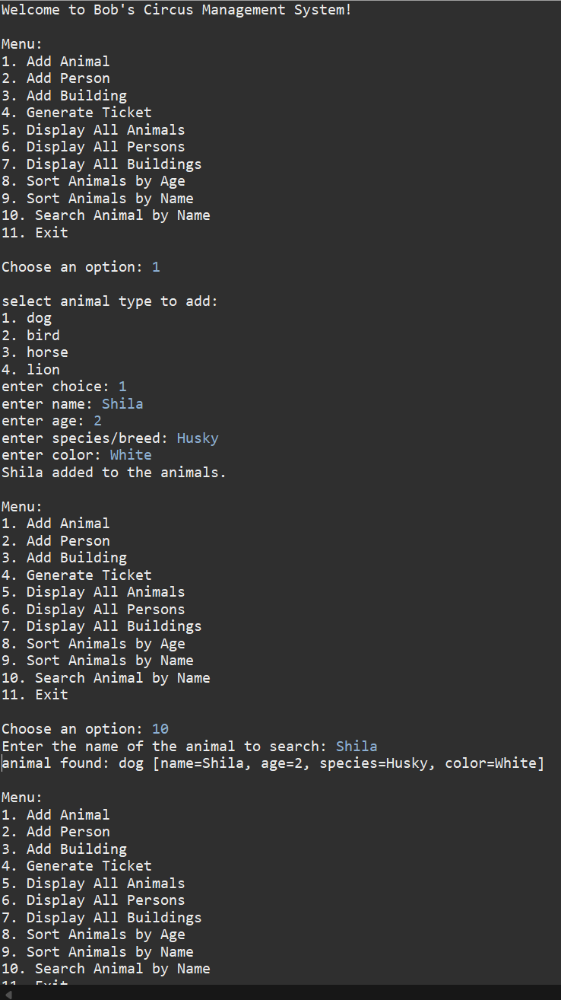 Welcome to Bob's Circus Management System!
Menu:
1. Add Animal
2. Add Person
3. Add Building
4. Generate Ticket
5. Display All Animals
6. Display All Persons
7. Display All Buildings
8. Sort Animals by Age
9. Sort Animals by Name
10. Search Animal by Name
11. Exit
Choose an option: 1
select animal type to add:
1. dog
2. bird
3. horse
4. lion
enter choice: 1
enter name: Shila
enter age: 2
enter species/breed: Husky
enter color: White
Shila added to the animals.
Menu:
1. Add Animal
2. Add Person
3. Add Building
4. Generate Ticket
5. Display All Animals
6. Display All Persons
7. Display All Buildings
8. Sort Animals by Age
9. Sort Animals by Name
10. Search Animal by Name
11. Exit
Choose an option: 10
Enter the name of the animal to search: Shila
animal found: dog [name=Shila, age=2, species=Husky, color=White]
Menu:
1. Add Animal
2. Add Person
3. Add Building
4. Generate Ticket
5. Display All Animals
6. Display All Persons
7. Display All Buildings
8. Sort Animals by Age
9. Sort Animals by Name
10. Search Animal by Name
11. Exit